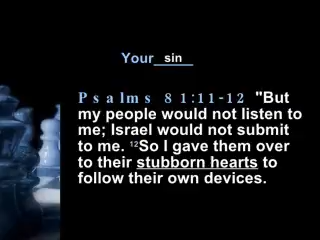 Your sin
Psalms 81:11-12 "But
my people would not listen to
me; Israel would not submit
to me. 12So I gave them over
to their stubborn hearts to
follow their own devices.